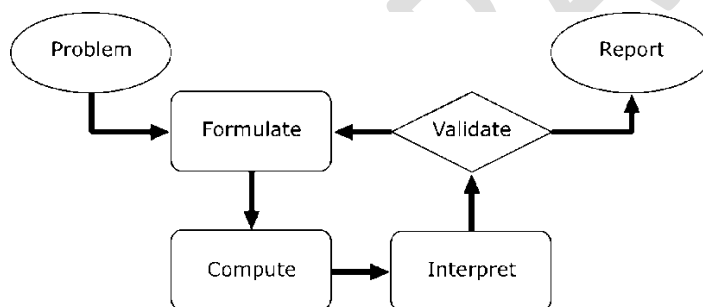 Problem
Report
Formulate
Validate
Compute
Interpret